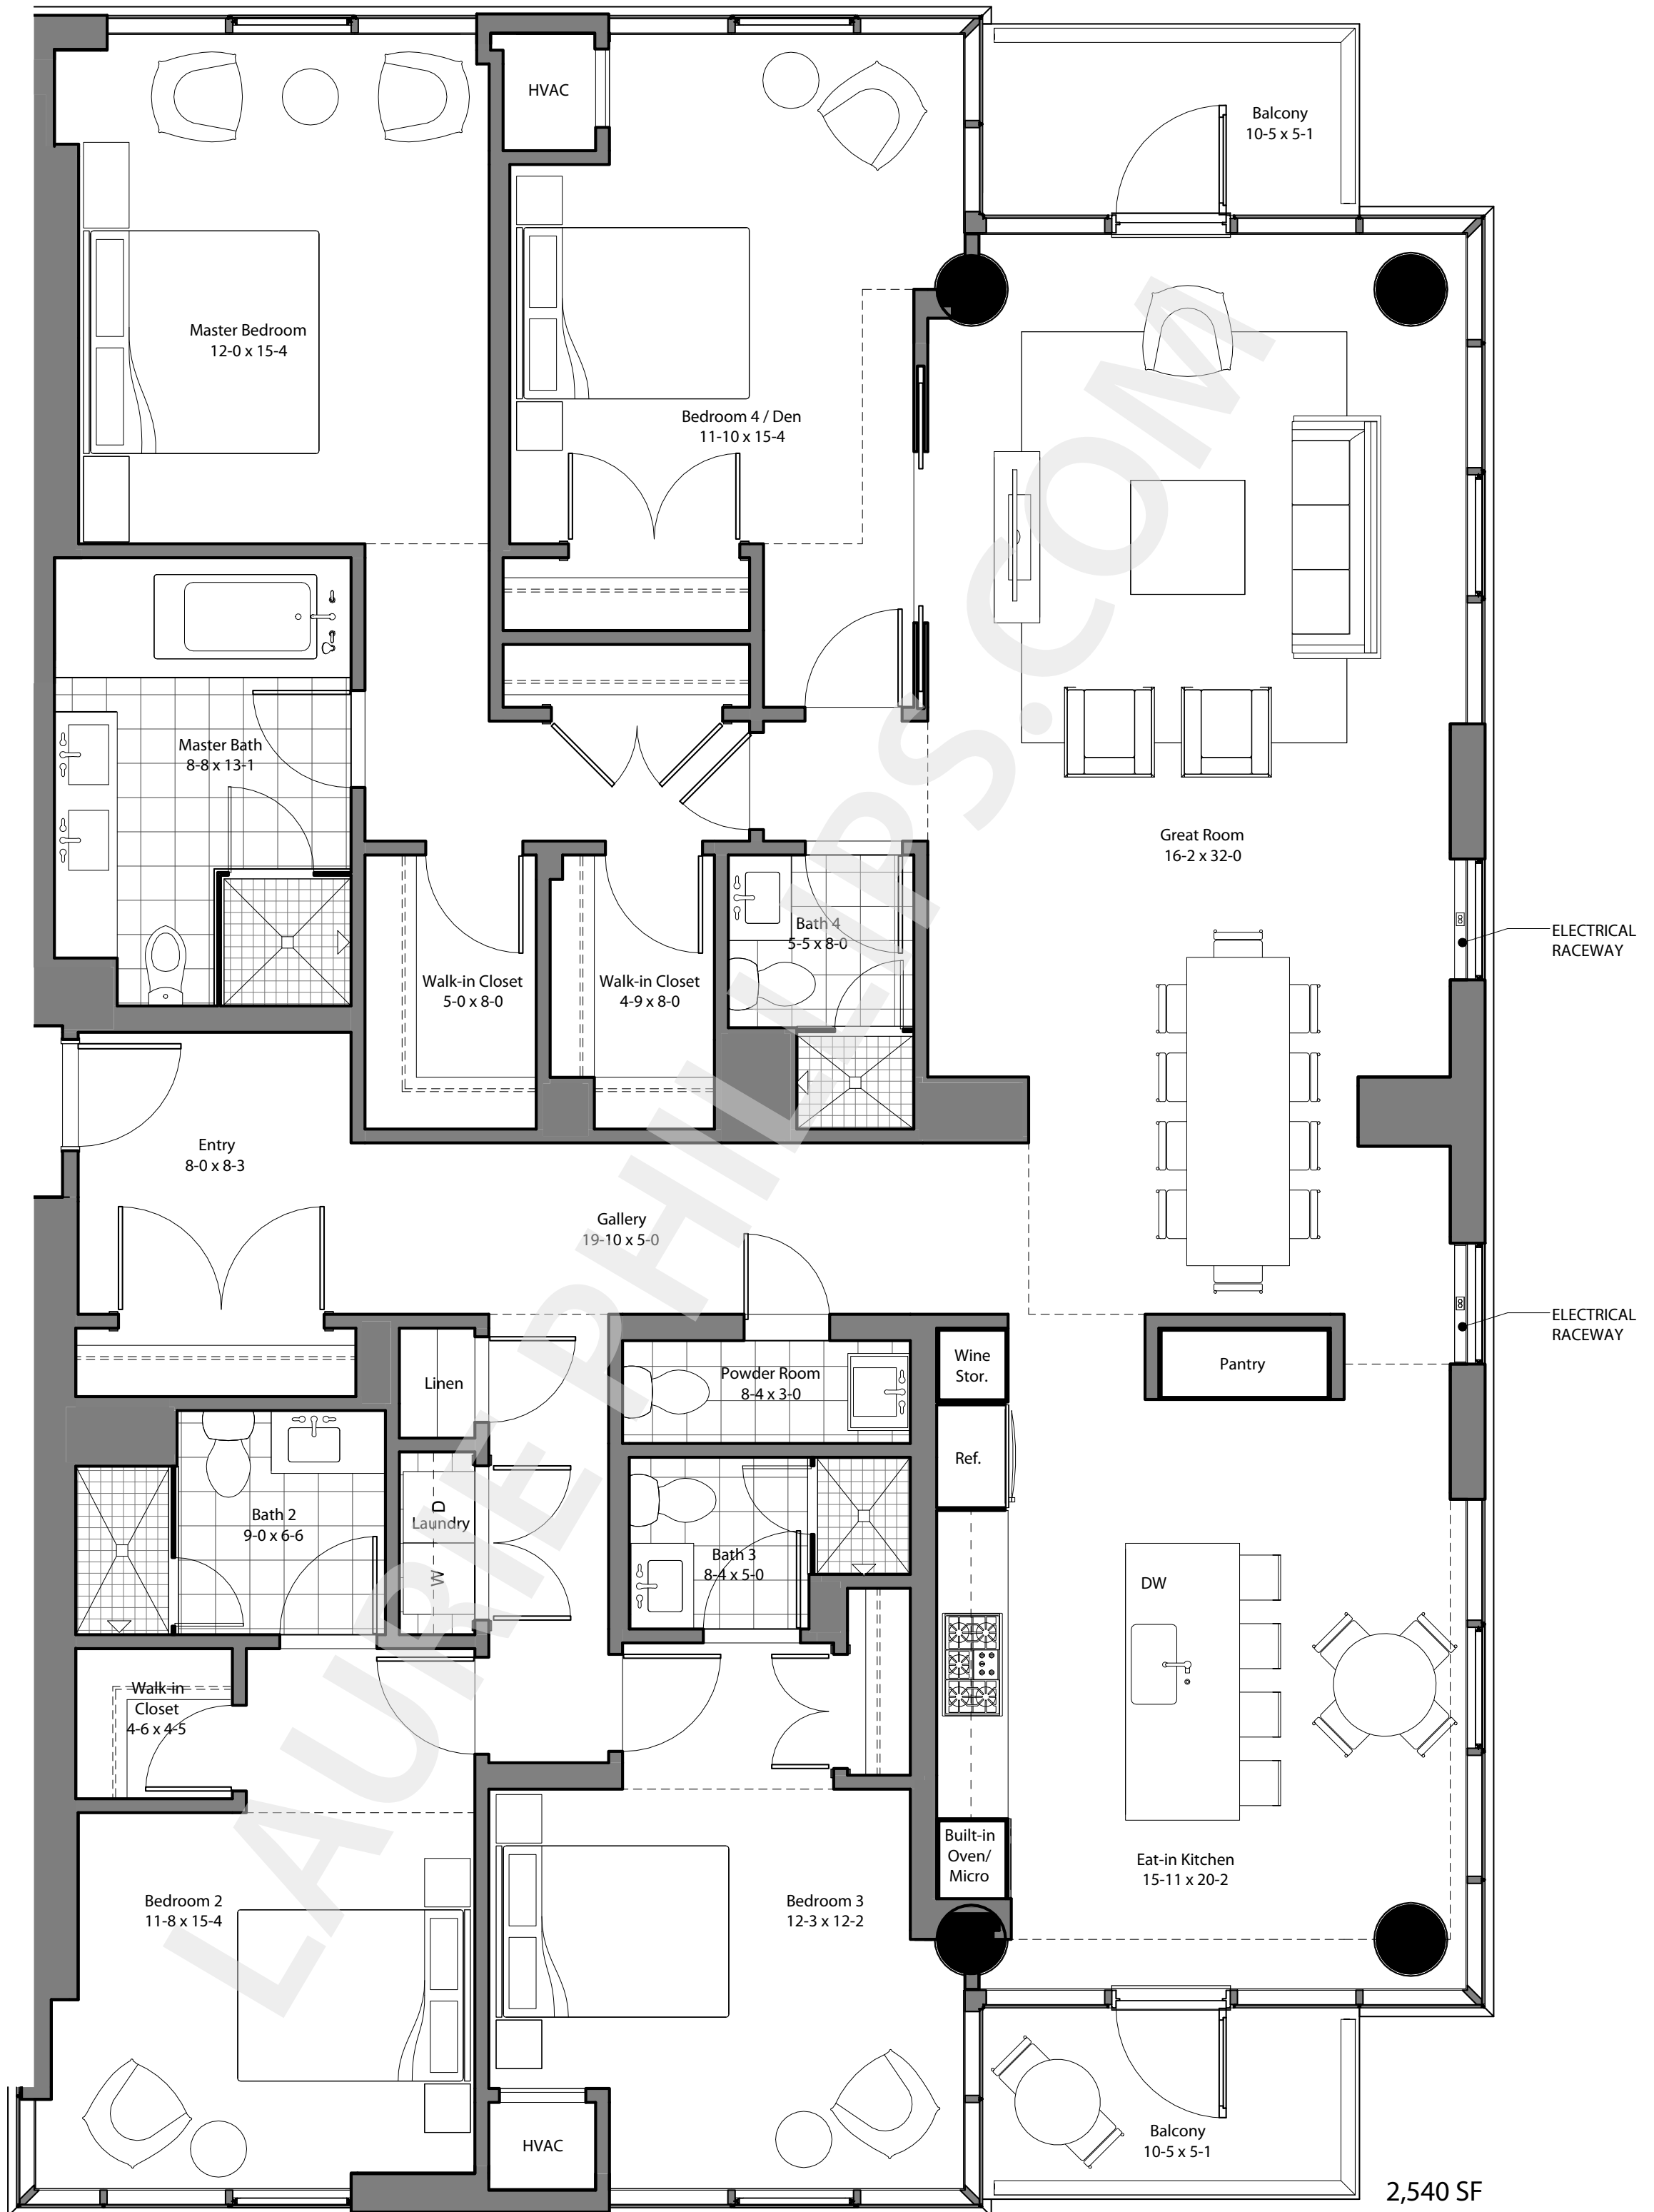 HVAC
Balcony
10-5 x 5-1
Master Bedroom
12-0 x 15-4
Bedroom 4 / Den
11-10 x 15-4
Master Bath
8-8 x 13-1
Great Room
16-2 x 32-0
Bath 4
5-5 x 8-0
ELECTRICAL
RACEWAY
Walk-in Closet
5-0 x 8-0
Walk-in Closet
4-9 x 8-0
Entry
8-0 x 8-3
Gallery
19-10 x 5-0
ELECTRICAL
RACEWAY
Wine
Stor.
Pantry
Linen
Powder Room
8-4 x 3-0
Ref.
D
Laundry
W
Bath 2
9-0 x 6-6
Bath 3
8-4 x 5-0
DW
Walk-in
Closet
4-6 x 4-5
Built-in
Oven/
Micro
Eat-in Kitchen
15-11 x 20-2
Bedroom 2
11-8 x 15-4
Bedroom 3
12-3 x 12-2
HVAC
Balcony
10-5 x 5-1
2,540 SF
LAURIEPHILLIPS.COM